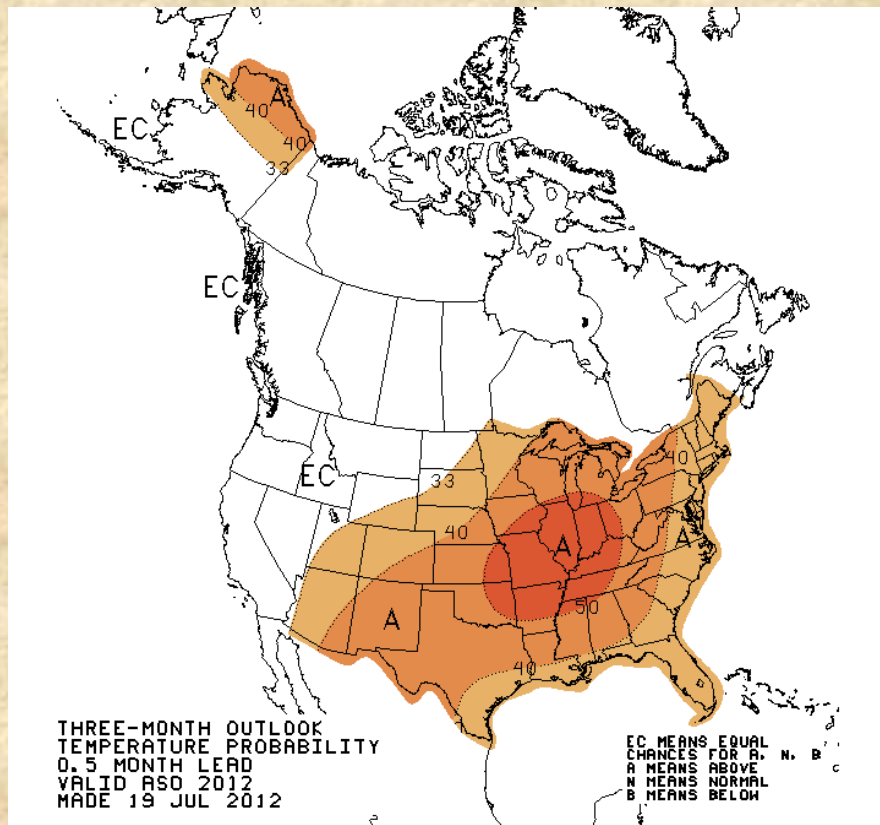 A
40
EC
40
33
EC
40
EC
33
40
A
A
A
50
40
THREE-MONTH OUTLOOK
TEMPERATURE PROBABILITY
0.5 MONTH LEAD
VALID ASO 2012
MADE 19 JUL 2012
EC MEANS EQUAL
CHANCES FOR A, N, B
A MEANS ABOVE
N MEANS NORMAL
B MEANS BELOW